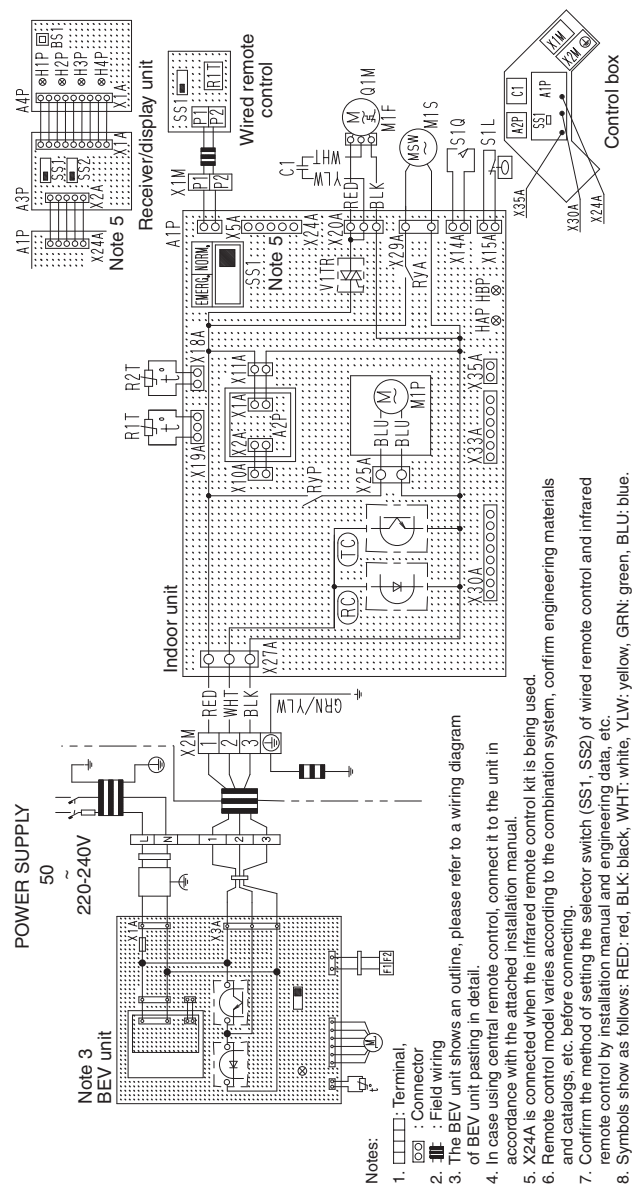 POWER SUPPLY
50
~
220-240V
Note 3
BEV unit
X1A
X3A
L
N
1
2
3
F1 F2
M
t°
X2M
1
2
3
RED
WHT
BLK
GRN/YLW
Indoor unit
X27A
RC
TC
R1T
t°
R2T
t°
X19A
X18A
X10A
X2A
X1A
X11A
A2P
RyP
X25A
BLU
BLU
M
M1P
X30A
X33A
X35A
HAP
HBP
EMERG.
NORM.
SS1
Note 5
V1TR
RyA
A1P
X5A
X24A
X20A
X29A
X14A
X15A
RED
BLK
YLW
WHT
C1
M
Q1M
M1F
MSW
M1S
S1Q
S1L
X1M
P1
P2
P1
P2
SS1
R1T
Wired remote
control
A1P
X24A
Note 5
A3P
X2A
SS1
SS2
X1A
A4P
X1A
H1P
H2P
H3P
H4P
BS1
Receiver/display unit
X35A
X30A
X24A
A2P
C1
SS1
A1P
X1M
X2M
Control box
Notes:
1. : Terminal,
: Connector
2. : Field wiring
3. The BEV unit shows an outline, please refer to a wiring diagram
of BEV unit pasting in detail.
4. In case using central remote control, connect it to the unit in
accordance with the attached installation manual.
5. X24A is connected when the infrared remote control kit is being used.
6. Remote control model varies according to the combination system, confirm engineering materials
and catalogs, etc. before connecting.
7. Confirm the method of setting the selector switch (SS1, SS2) of wired remote control and infrared
remote control by installation manual and engineering data, etc.
8. Symbols show as follows: RED: red, BLK: black, WHT: white, YLW: yellow, GRN: green, BLU: blue.